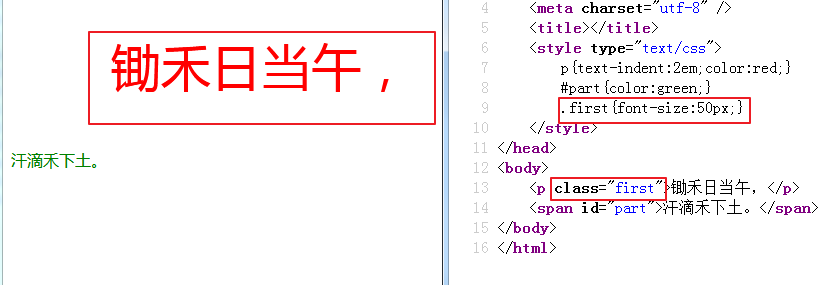 锄禾日当午，
汗滴禾下土。
4 <meta charset="utf-8" />
5 <title></title>
6 <style type="text/css">
7 p{text-indent:2em;color:red;}
8 #part{color:green;}
9 .first{font-size:50px;}
10 </style>
11 </head>
12 <body>
13 <p class="first">锄禾日当午，</p>
14 <span id="part">汗滴禾下土。</span>
15 </body>
16 </html>